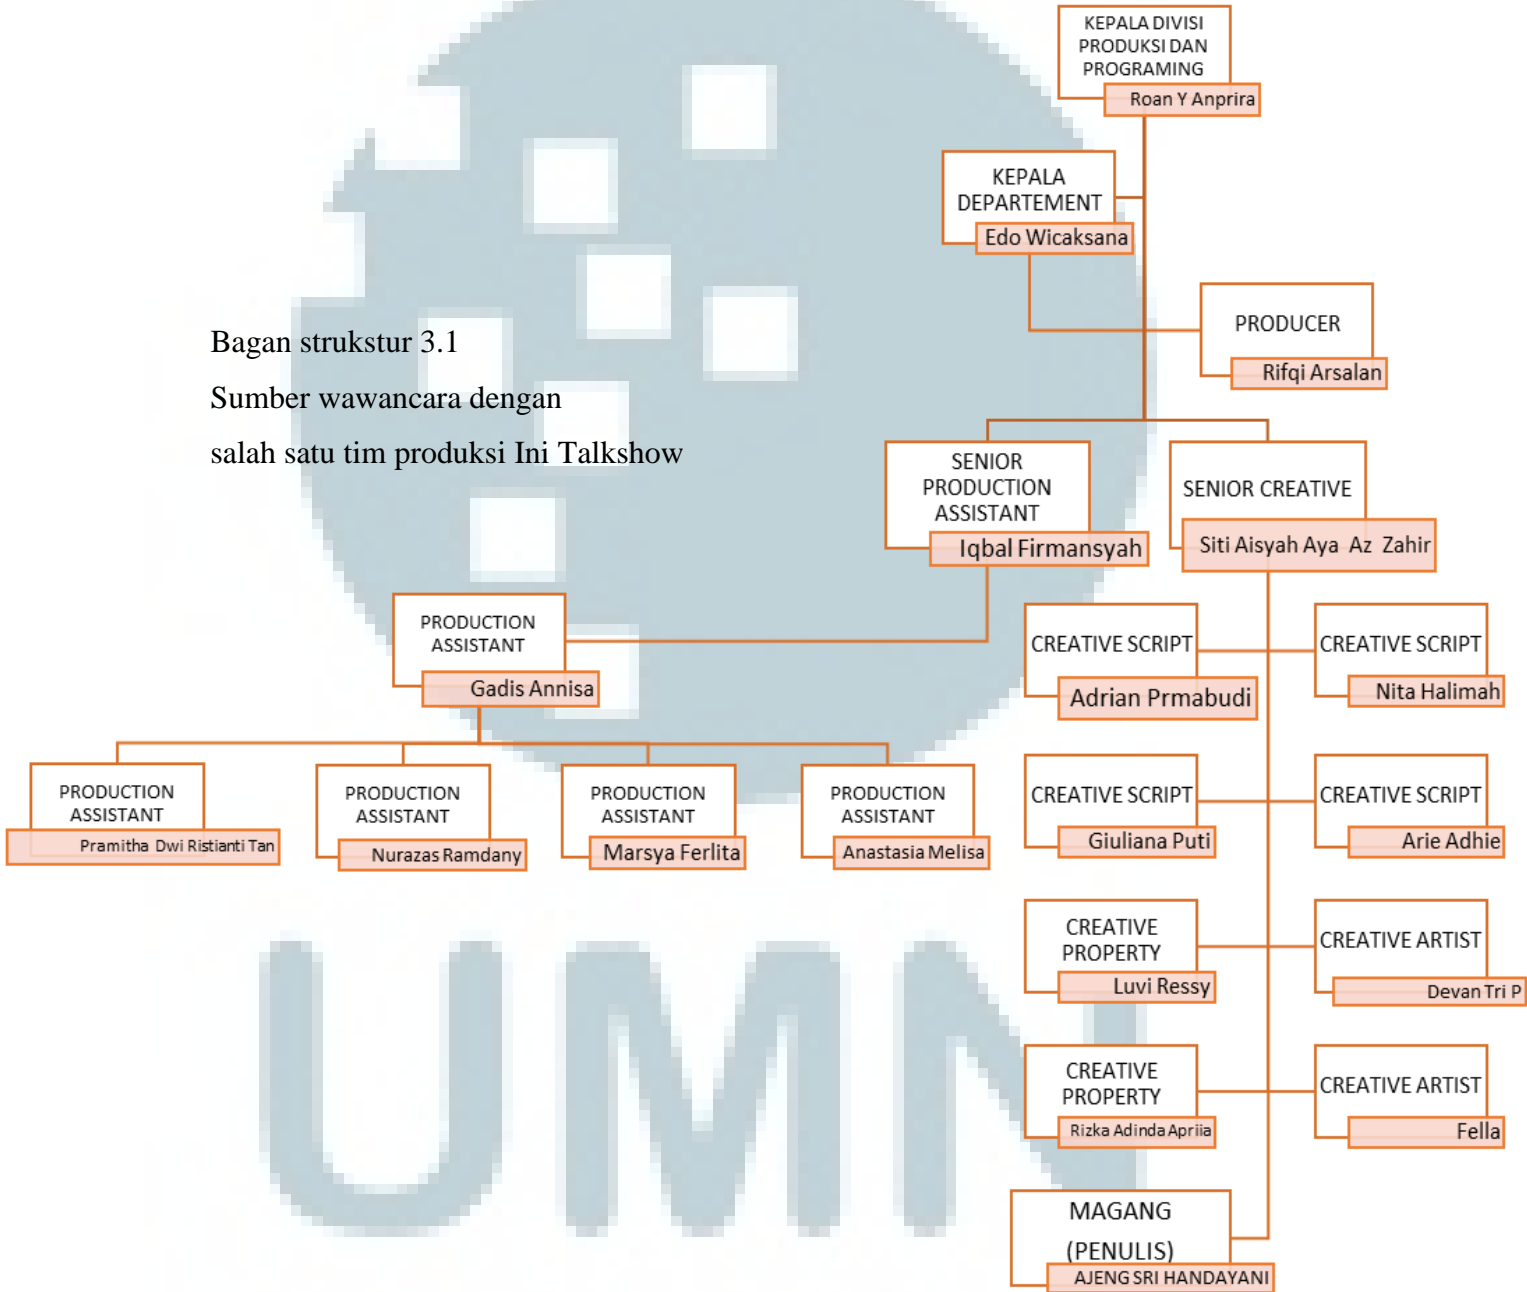 KEPALA DIVISI
PRODUKSI DAN
PROGRAMING
Roan Y Anprira
KEPALA
DEPARTEMENT
Edo Wicaksana
PRODUCER
Rifqi Arsalan
Bagan strukstur 3.1
Sumber wawancara dengan
salah satu tim produksi Ini Talkshow
SENIOR
PRODUCTION
ASSISTANT
Iqbal Firmansyah
SENIOR CREATIVE
Siti Aisyah Aya Az Zahir
PRODUCTION
ASSISTANT
Gadis Annisa
CREATIVE SCRIPT
Adrian Prmabudi
CREATIVE SCRIPT
Nita Halimah
PRODUCTION
ASSISTANT
Pramitha Dwi Ristianti Tan
PRODUCTION
ASSISTANT
Nurazas Ramdany
PRODUCTION
ASSISTANT
Marsya Ferlita
PRODUCTION
ASSISTANT
Anastasia Melisa
CREATIVE SCRIPT
Giuliana Puti
CREATIVE SCRIPT
Arie Adhie
CREATIVE
PROPERTY
Luvi Ressy
CREATIVE ARTIST
Devan Tri P
CREATIVE
PROPERTY
Rizka Adinda Apriia
CREATIVE ARTIST
Fella
MAGANG
(PENULIS)
AJENG SRI HANDAYANI
UMN